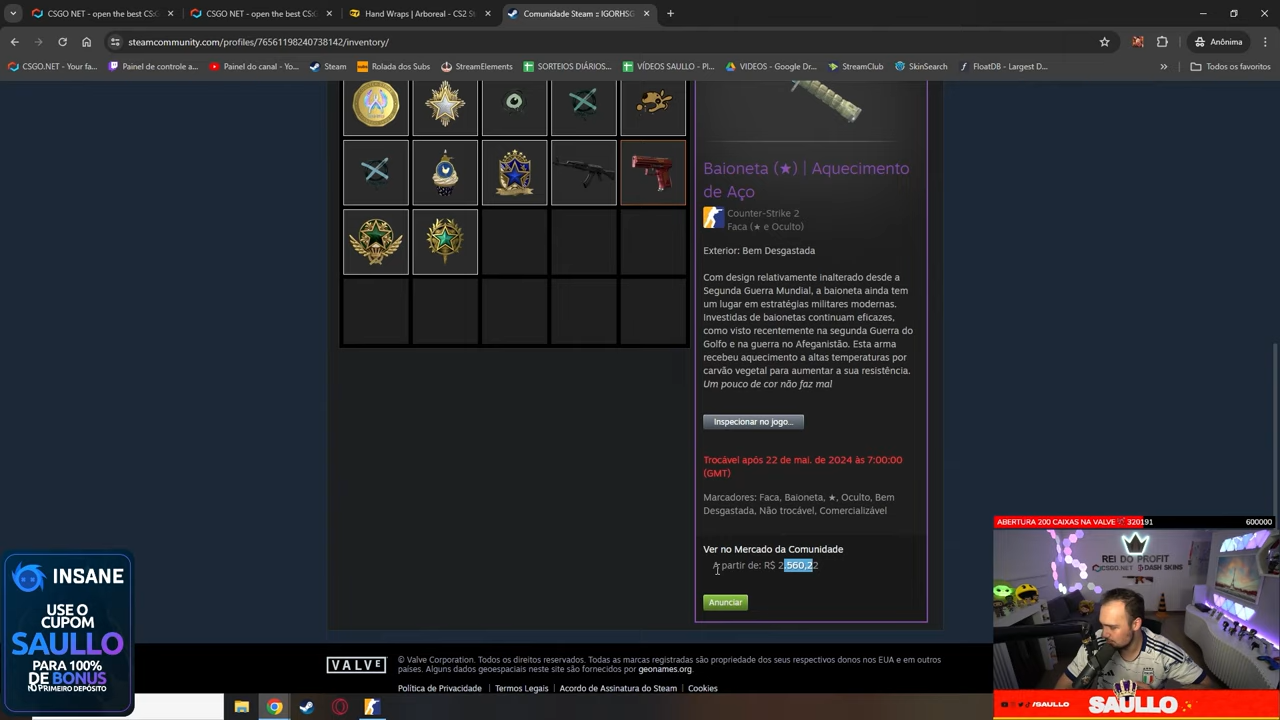 CSGO NET - open the best CS
CSGO NET - open the best CS
Hand Wraps | Arboreal - CS2 S
Comunidade Steam :: IGORHS
steamcommunity.com/profiles/76561198240738142/inventory/
Anônima
CSGO.NET - Your fa...
Painel de controle a...
Painel do canal - Yo...
Steam
Rolada dos Subs
StreamElements
SORTEIOS DIÁRIOS...
VÍDEOS SAULLO - Pl...
VIDEOS - Google Dr...
StreamClub
SkinSearch
FloatDB - Largest D...
Todos os favoritos
Baioneta (★) | Aquecimento
de Aço
Counter-Strike 2
Faca (★ e Oculto)
Exterior: Bem Desgastada
Com design relativamente inalterado desde a
Segunda Guerra Mundial, a baioneta ainda tem
um lugar em estratégias militares modernas.
Investidas de baionetas continuam eficazes,
como visto recentemente na segunda Guerra do
Golfo e na guerra no Afeganistão. Esta arma
recebeu aquecimento a altas temperaturas por
carvão vegetal para aumentar a sua resistência.
Um pouco de cor não faz mal
Inspecionar no jogo...
Trocável após 22 de mai. de 2024 às 7:00:00
(GMT)
Marcadores: Faca, Baioneta, ★, Oculto, Bem
Desgastada, Não trocável, Comercializável
Ver no Mercado da Comunidade
A partir de: R$ 2.560,22
Anunciar
VALVE
© Valve Corporation. Todos os direitos reservados. Todas as marcas registradas são propriedade dos seus respectivos donos nos EUA e em outros
países. Alguns dados geoespaciais neste site são fornecidos por geonames.org.
Política de Privacidade
Termos Legais
Acordo de Assinatura do Steam
Cookies
INSANE
USE O
CUPOM
SAULLO
PARA 100%
DE BONUS
NO PRIMEIRO DEPÓSITO
ABERTURA 200 CAIXAS NA VALVE
320191
600000
REI DO PROFIT
CSGO.NET
DASH SKINS
/SAULLO
SAULLO